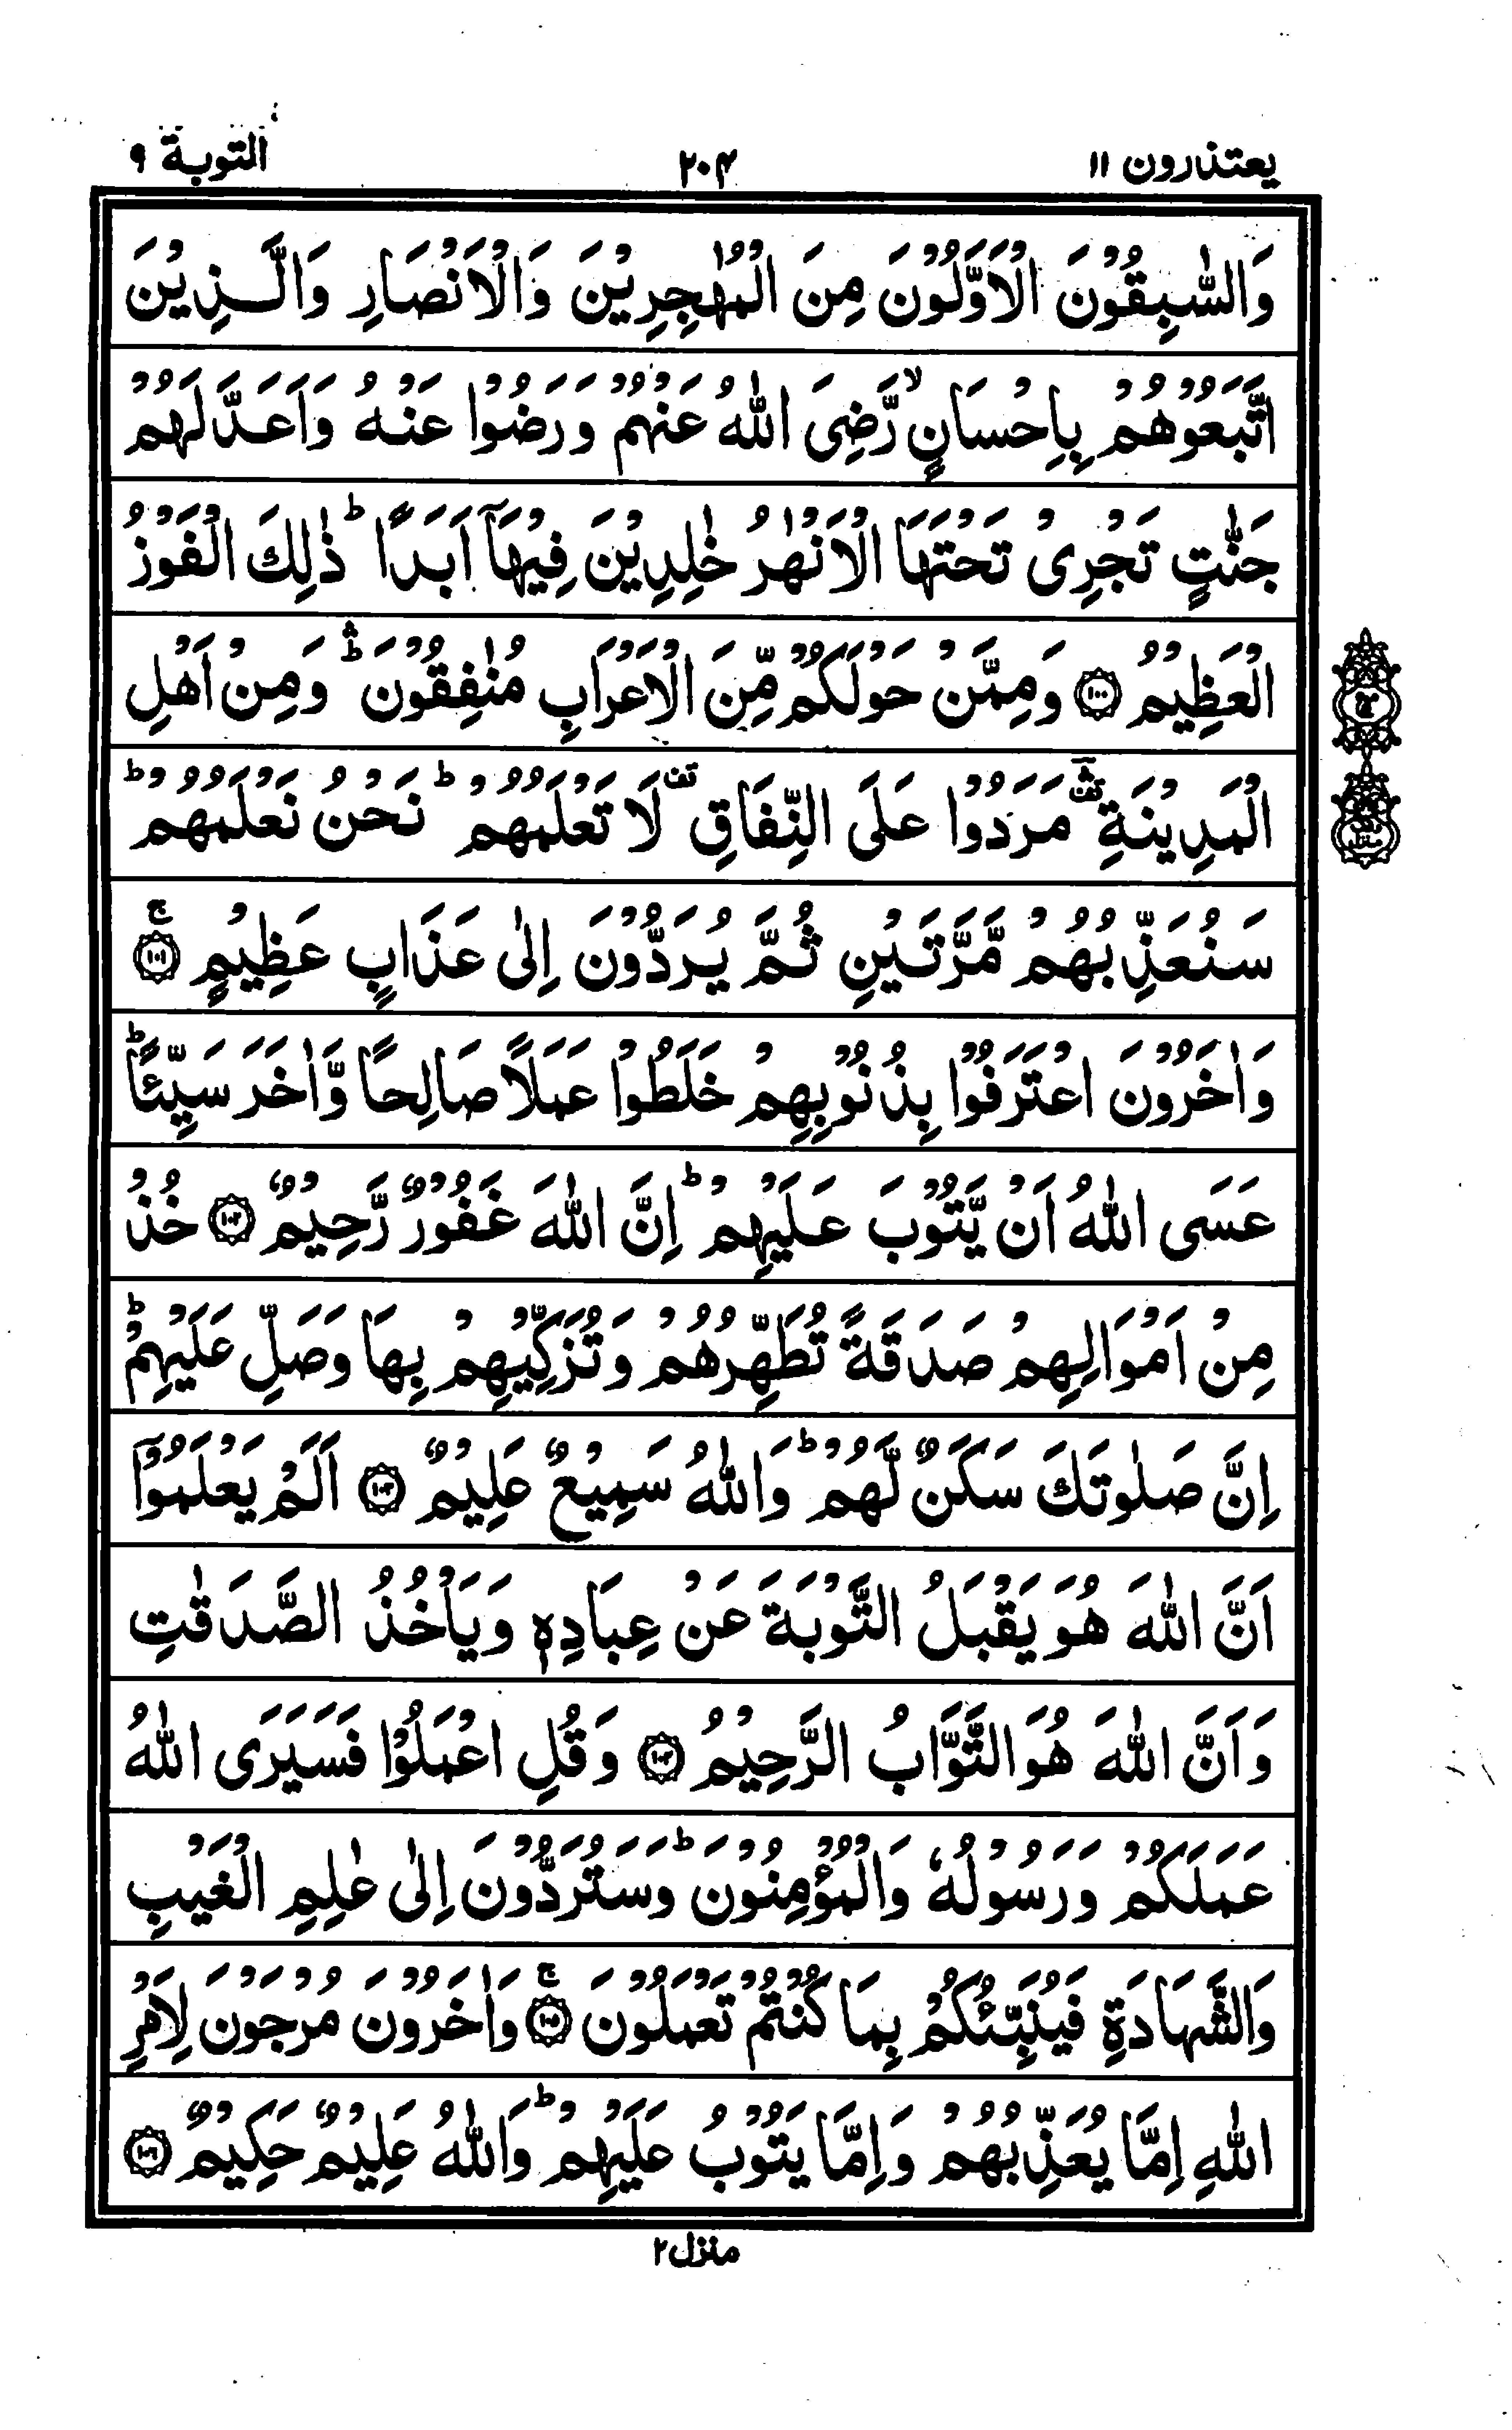 يعتذرون ١١
٢٠٤
التوبة ٩
وَالسّٰبِقُوْنَ الْاَوَّلُوْنَ مِنَ الْمُهٰجِرِيْنَ وَالْاَنْصَارِ وَالَّذِيْنَ
اتَّبَعُوْهُمْ بِاِحْسَانٍ ۙ رَّضِىَ اللّٰهُ عَنْهُمْ وَرَضُوْا عَنْهُ وَاَعَدَّ لَهُمْ
جَنّٰتٍ تَجْرِىْ تَحْتَهَا الْاَنْهٰرُ خٰلِدِيْنَ فِيْهَاۤ اَبَدًا ؕ ذٰلِكَ الْفَوْزُ
الْعَظِيْمُ ۝١٠٠ وَمِمَّنْ حَوْلَكُمْ مِّنَ الْاَعْرَابِ مُنٰفِقُوْنَ ۛؕ وَمِنْ اَهْلِ
الْمَدِيْنَةِ ۛؔ مَرَدُوْا عَلَى النِّفَاقِ ۟ لَا تَعْلَمُهُمْ ؕ نَحْنُ نَعْلَمُهُمْ ؕ
سَنُعَذِّبُهُمْ مَّرَّتَيْنِ ثُمَّ يُرَدُّوْنَ اِلٰى عَذَابٍ عَظِيْمٍ ۚ۝١٠١
وَاٰخَرُوْنَ اعْتَرَفُوْا بِذُنُوْبِهِمْ خَلَطُوْا عَمَلًا صَالِحًا وَّاٰخَرَ سَيِّئًا ؕ
عَسَى اللّٰهُ اَنْ يَّتُوْبَ عَلَيْهِمْ ؕ اِنَّ اللّٰهَ غَفُوْرٌ رَّحِيْمٌ ۝١٠٢ خُذْ
مِنْ اَمْوَالِهِمْ صَدَقَةً تُطَهِّرُهُمْ وَتُزَكِّيْهِمْ بِهَا وَصَلِّ عَلَيْهِمْ ؕ
اِنَّ صَلٰوتَكَ سَكَنٌ لَّهُمْ ؕ وَاللّٰهُ سَمِيْعٌ عَلِيْمٌ ۝١٠٣ اَلَمْ يَعْلَمُوْۤا
اَنَّ اللّٰهَ هُوَ يَقْبَلُ التَّوْبَةَ عَنْ عِبَادِهٖ وَيَاْخُذُ الصَّدَقٰتِ
وَاَنَّ اللّٰهَ هُوَ التَّوَّابُ الرَّحِيْمُ ۝١٠٤ وَقُلِ اعْمَلُوْا فَسَيَرَى اللّٰهُ
عَمَلَكُمْ وَرَسُوْلُهٗ وَالْمُؤْمِنُوْنَ ؕ وَسَتُرَدُّوْنَ اِلٰى عٰلِمِ الْغَيْبِ
وَالشَّهَادَةِ فَيُنَبِّئُكُمْ بِمَا كُنْتُمْ تَعْمَلُوْنَ ۚ۝١٠٥ وَاٰخَرُوْنَ مُرْجَوْنَ لِاَمْرِ
اللّٰهِ اِمَّا يُعَذِّبُهُمْ وَاِمَّا يَتُوْبُ عَلَيْهِمْ ؕ وَاللّٰهُ عَلِيْمٌ حَكِيْمٌ ۝١٠٦
منزل ٢